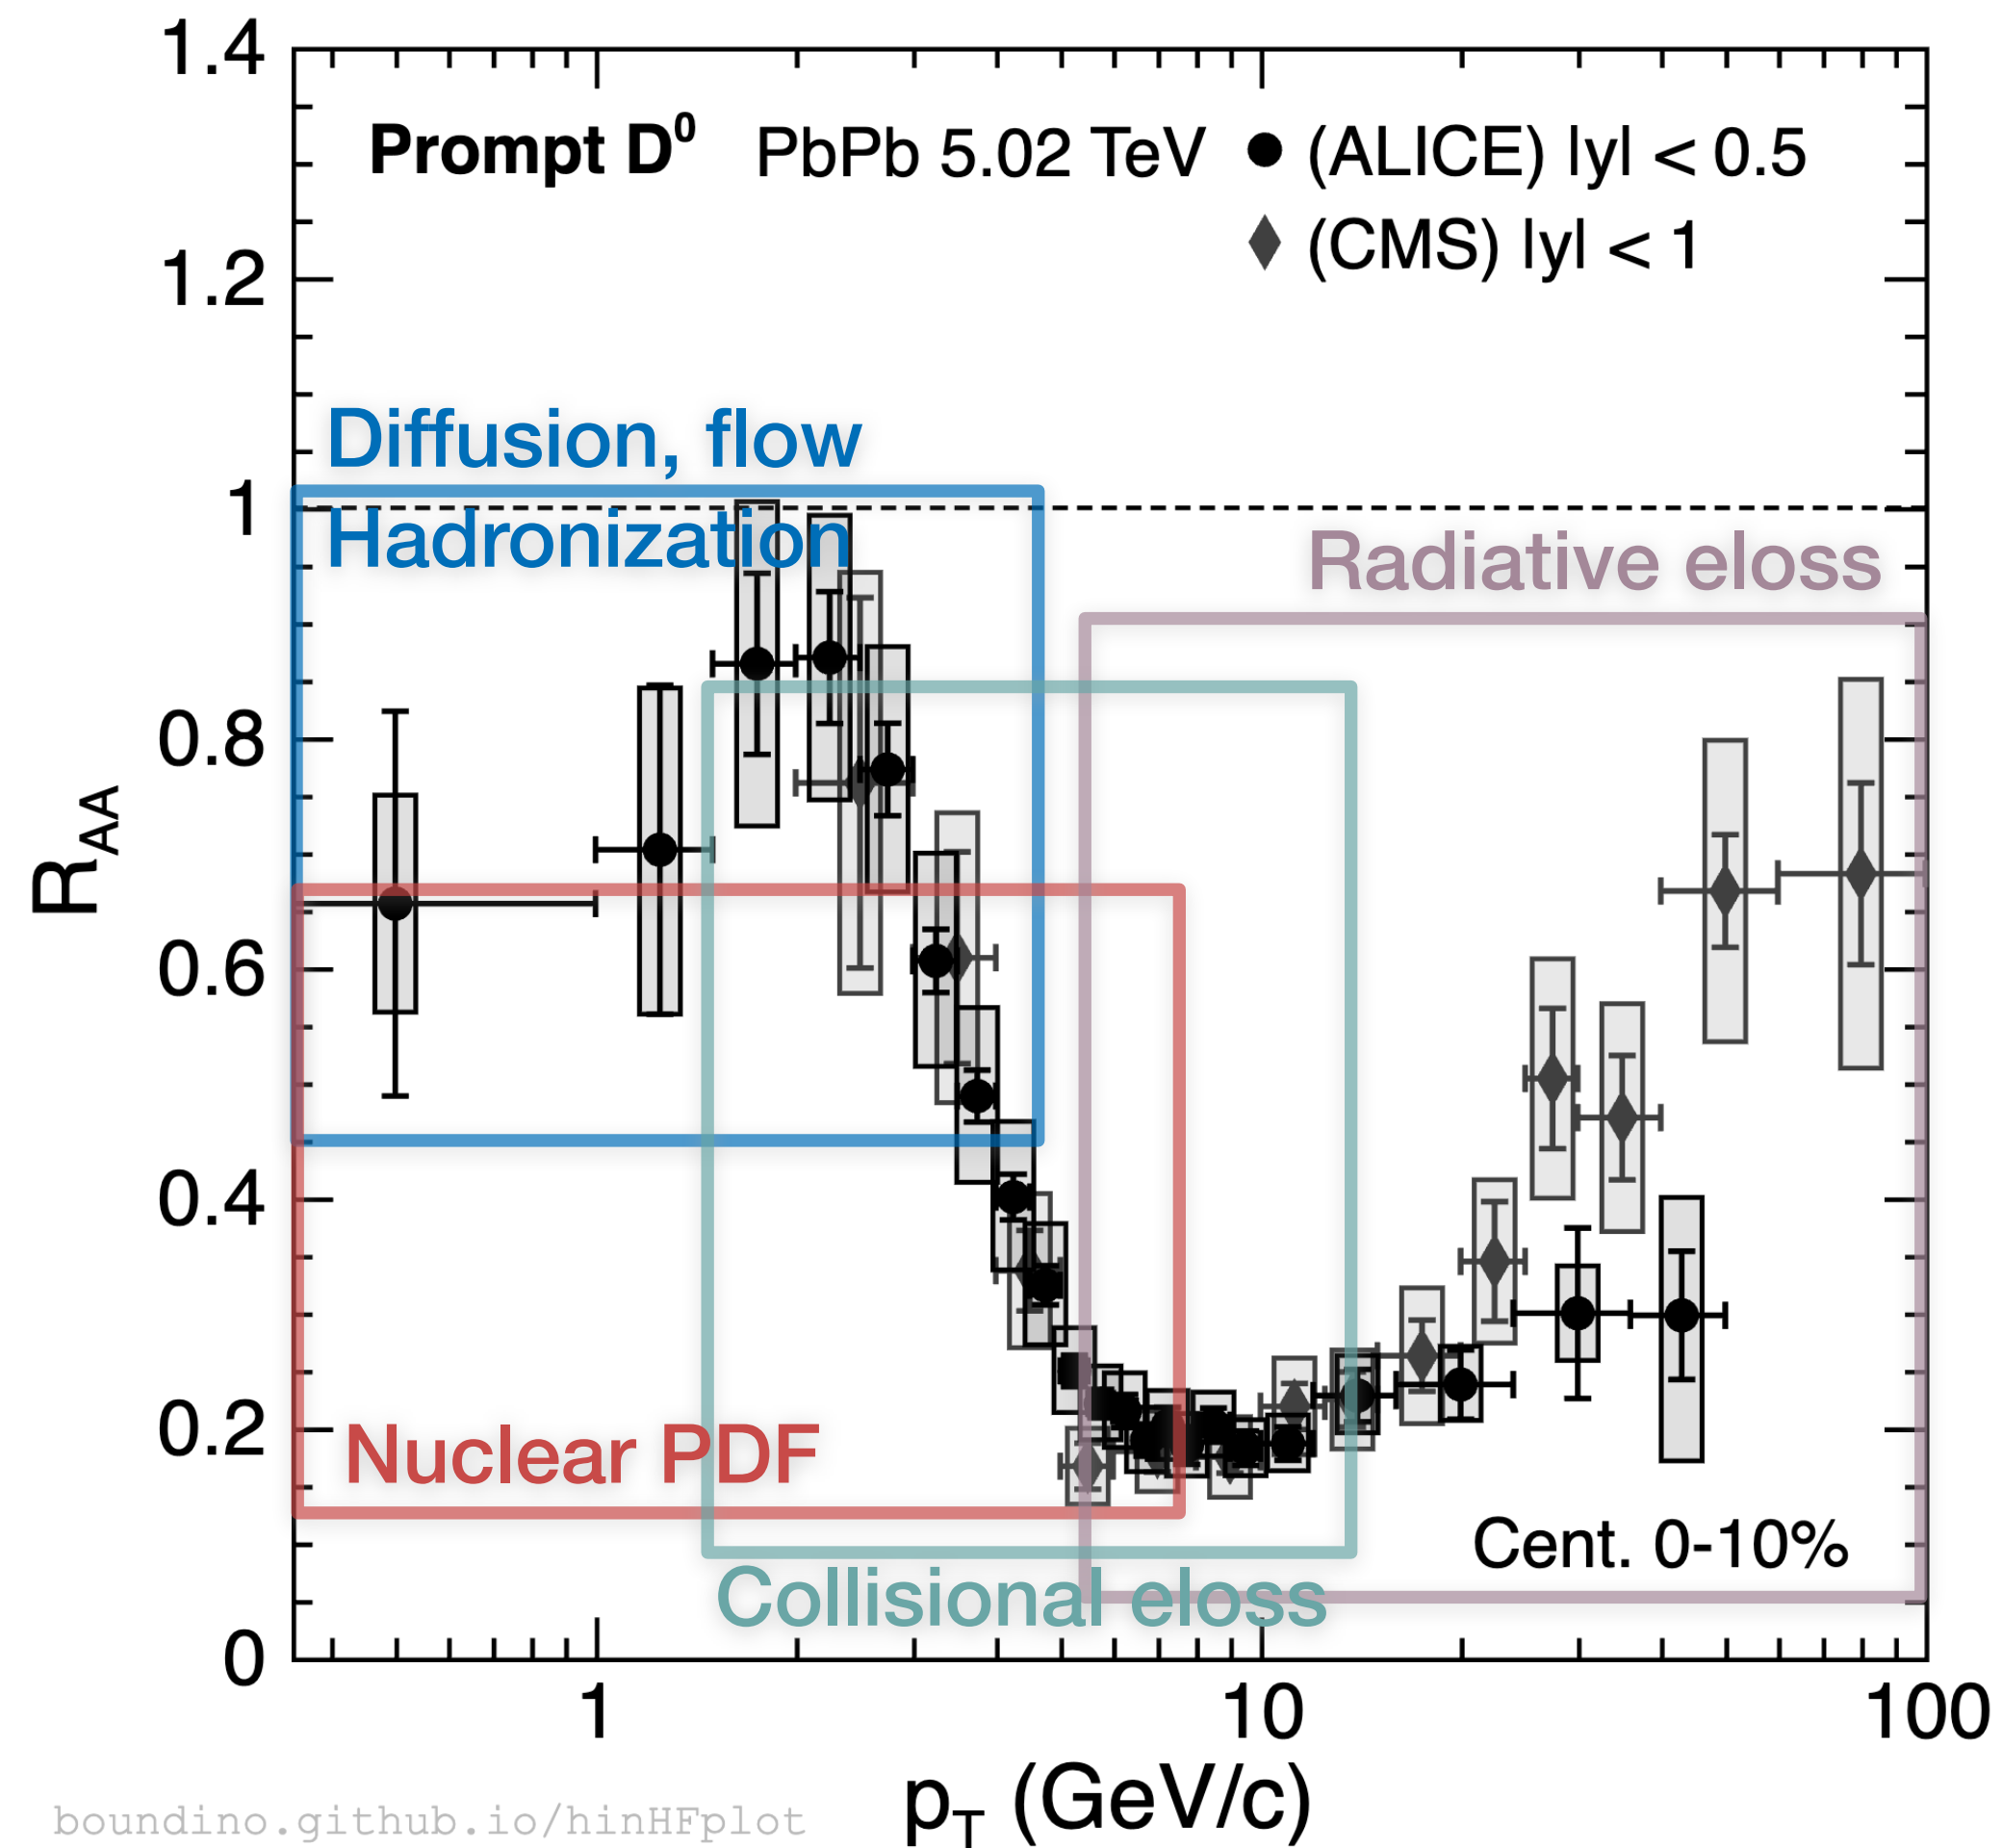 1.4
Prompt D⁰ PbPb 5.02 TeV (ALICE) |y| < 0.5
(CMS) |y| < 1
1.2
Diffusion, flow
1
Hadronization
Radiative eloss
0.8
R_AA
0.6
0.4
0.2
Nuclear PDF
Cent. 0-10%
Collisional eloss
0
1 10 100
p_T (GeV/c)
boundino.github.io/hinHFplot